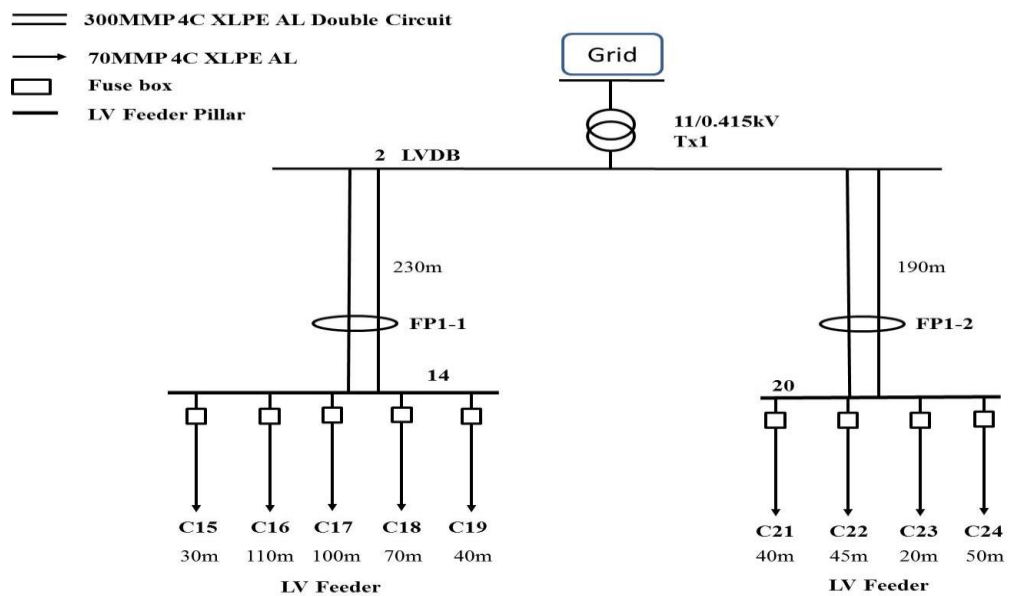 300MMP 4C XLPE AL Double Circuit
70MMP 4C XLPE AL
Fuse box
LV Feeder Pillar
Grid
11/0.415kV
Tx1
2 LVDB
230m
190m
FP1-1
FP1-2
14
20
C15 C16 C17 C18 C19
30m 110m 100m 70m 40m
LV Feeder
C21 C22 C23 C24
40m 45m 20m 50m
LV Feeder